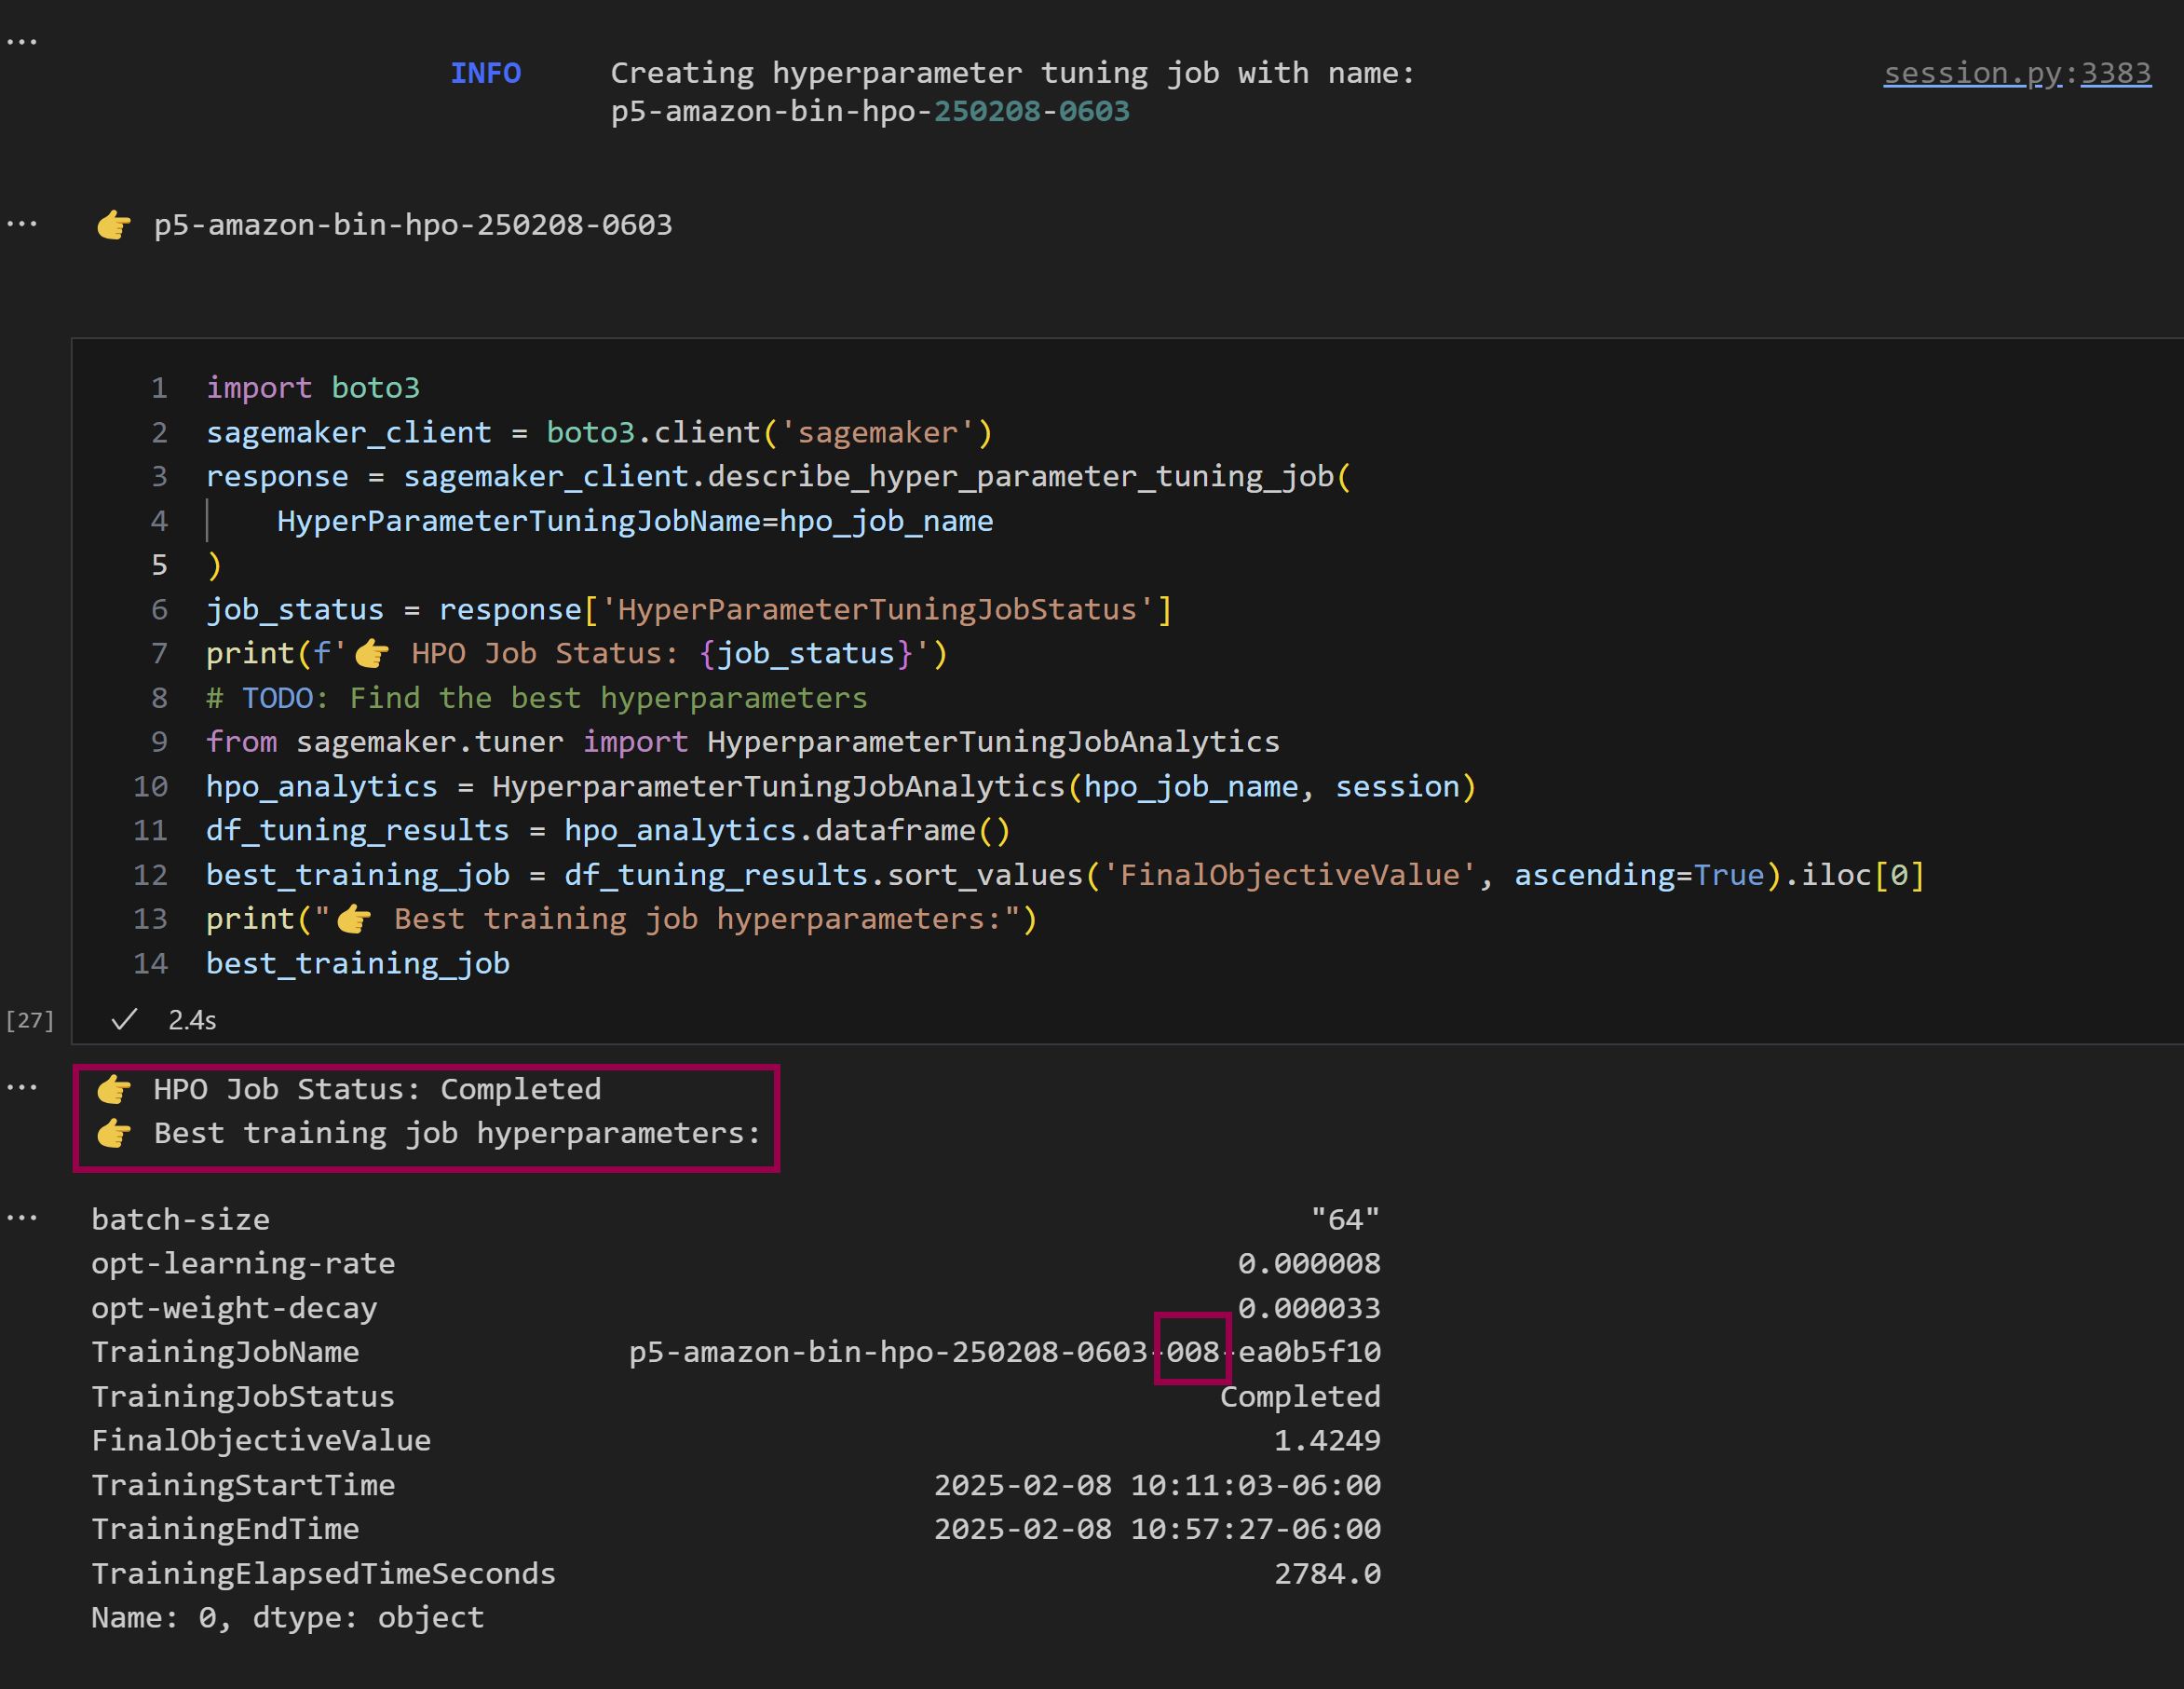 ...
INFO Creating hyperparameter tuning job with name: session.py:3383
p5-amazon-bin-hpo-250208-0603
...
👉 p5-amazon-bin-hpo-250208-0603
1 import boto3
2 sagemaker_client = boto3.client('sagemaker')
3 response = sagemaker_client.describe_hyper_parameter_tuning_job(
4     HyperParameterTuningJobName=hpo_job_name
5 )
6 job_status = response['HyperParameterTuningJobStatus']
7 print(f'👉 HPO Job Status: {job_status}')
8 # TODO: Find the best hyperparameters
9 from sagemaker.tuner import HyperparameterTuningJobAnalytics
10 hpo_analytics = HyperparameterTuningJobAnalytics(hpo_job_name, session)
11 df_tuning_results = hpo_analytics.dataframe()
12 best_training_job = df_tuning_results.sort_values('FinalObjectiveValue', ascending=True).iloc[0]
13 print("👉 Best training job hyperparameters:")
14 best_training_job
[27] ✓ 2.4s
... 👉 HPO Job Status: Completed
👉 Best training job hyperparameters:
... batch-size "64"
opt-learning-rate 0.000008
opt-weight-decay 0.000033
TrainingJobName p5-amazon-bin-hpo-250208-0603-008-ea0b5f10
TrainingJobStatus Completed
FinalObjectiveValue 1.4249
TrainingStartTime 2025-02-08 10:11:03-06:00
TrainingEndTime 2025-02-08 10:57:27-06:00
TrainingElapsedTimeSeconds 2784.0
Name: 0, dtype: object